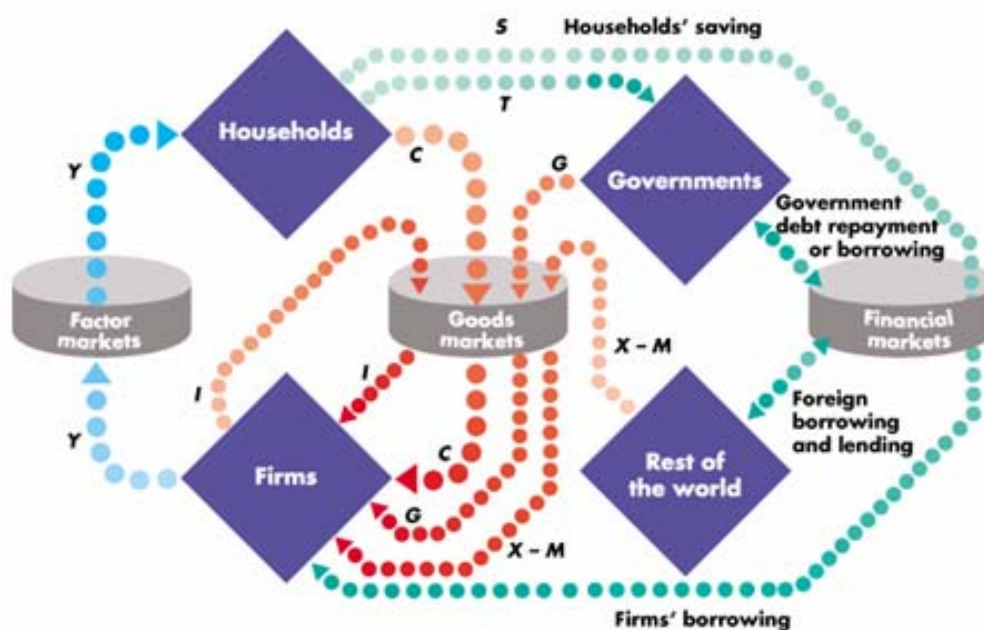 S
Households' saving
T
Households
C
G
Governments
Y
Government
debt repayment
or borrowing
Factor
markets
Goods
markets
Financial
markets
X – M
I
I
Foreign
borrowing
and lending
Y
C
Firms
Rest of
the world
G
X – M
Firms' borrowing